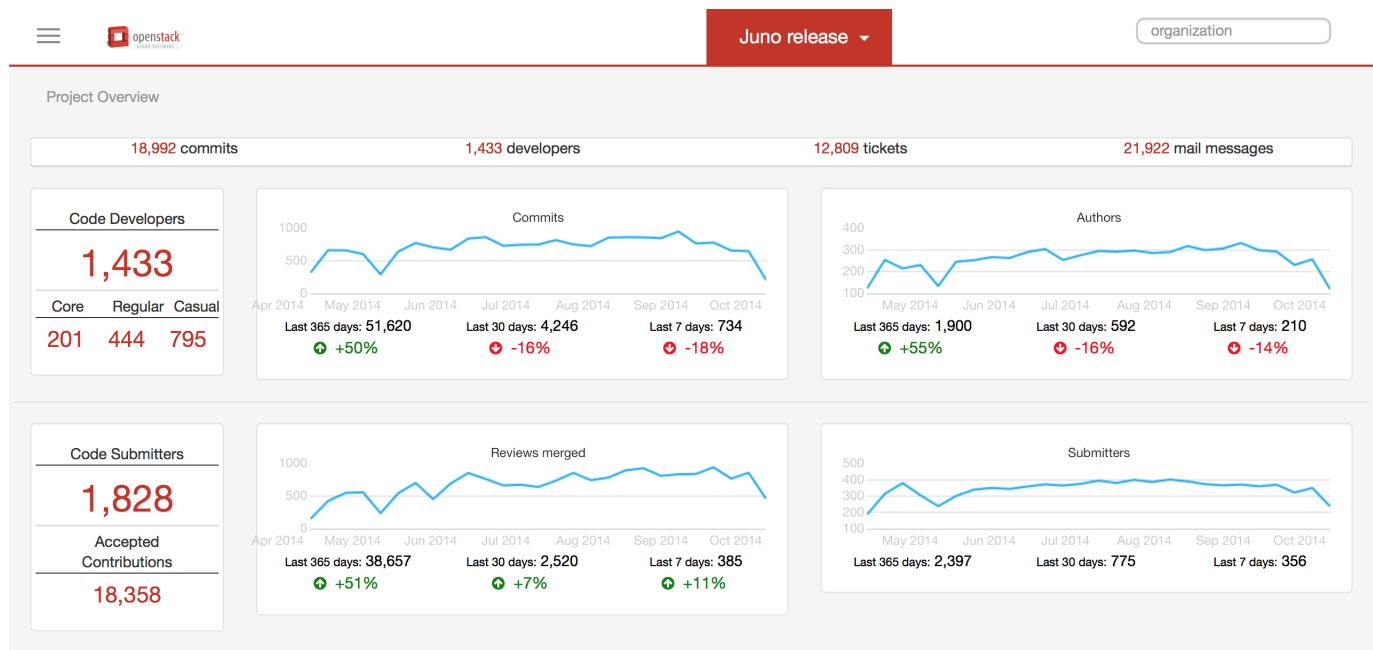 openstack
CLOUD SOFTWARE
Juno release
organization
Project Overview
18,992 commits 1,433 developers 12,809 tickets 21,922 mail messages
Code Developers
1,433
Core Regular Casual
201 444 795
Commits
1000
500
0
Apr 2014 May 2014 Jun 2014 Jul 2014 Aug 2014 Sep 2014 Oct 2014
Last 365 days: 51,620 Last 30 days: 4,246 Last 7 days: 734
+50% -16% -18%
Authors
400
300
200
100
May 2014 Jun 2014 Jul 2014 Aug 2014 Sep 2014 Oct 2014
Last 365 days: 1,900 Last 30 days: 592 Last 7 days: 210
+55% -16% -14%
Code Submitters
1,828
Accepted
Contributions
18,358
Reviews merged
1000
500
0
Apr 2014 May 2014 Jun 2014 Jul 2014 Aug 2014 Sep 2014 Oct 2014
Last 365 days: 38,657 Last 30 days: 2,520 Last 7 days: 385
+51% +7% +11%
Submitters
500
400
300
200
100
May 2014 Jun 2014 Jul 2014 Aug 2014 Sep 2014 Oct 2014
Last 365 days: 2,397 Last 30 days: 775 Last 7 days: 356